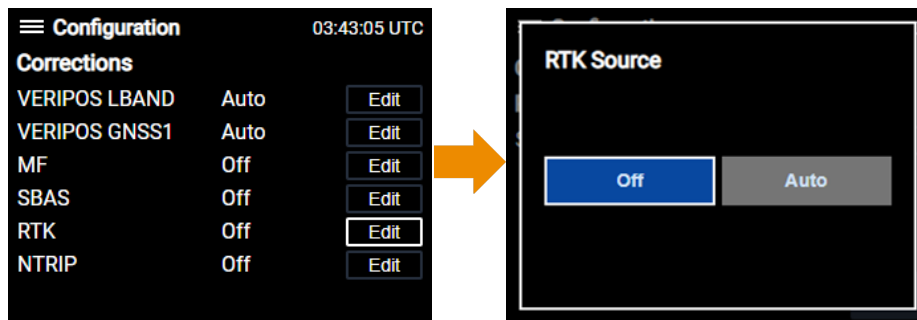 Configuration 03:43:05 UTC
Corrections
VERIPOS LBAND Auto Edit
VERIPOS GNSS1 Auto Edit
MF Off Edit
SBAS Off Edit
RTK Off Edit
NTRIP Off Edit
RTK Source
Off Auto